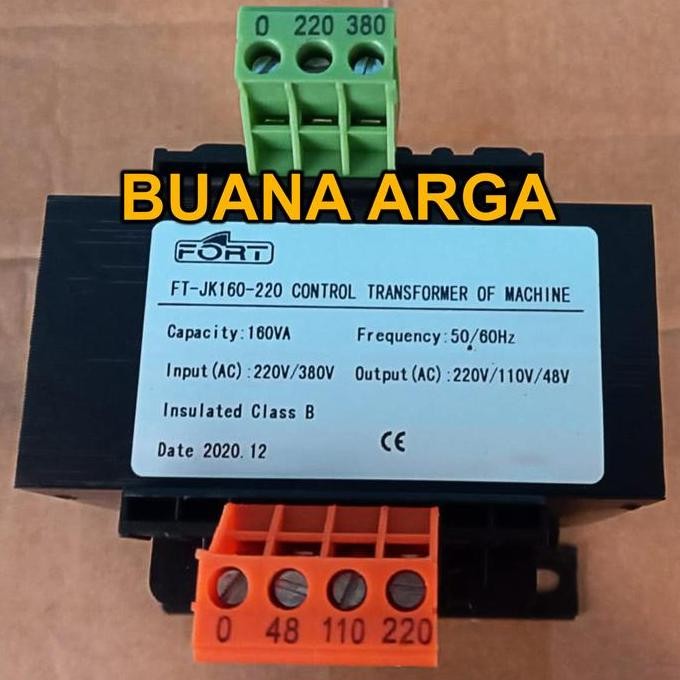 0 220 380
BUANA ARGA
FORT
FT-JK160-220 CONTROL TRANSFORMER OF MACHINE
Capacity:160VA Frequency:50/60Hz
Input(AC):220V/380V Output(AC):220V/110V/48V
Insulated Class B
Date 2020.12 CE
0 48 110 220